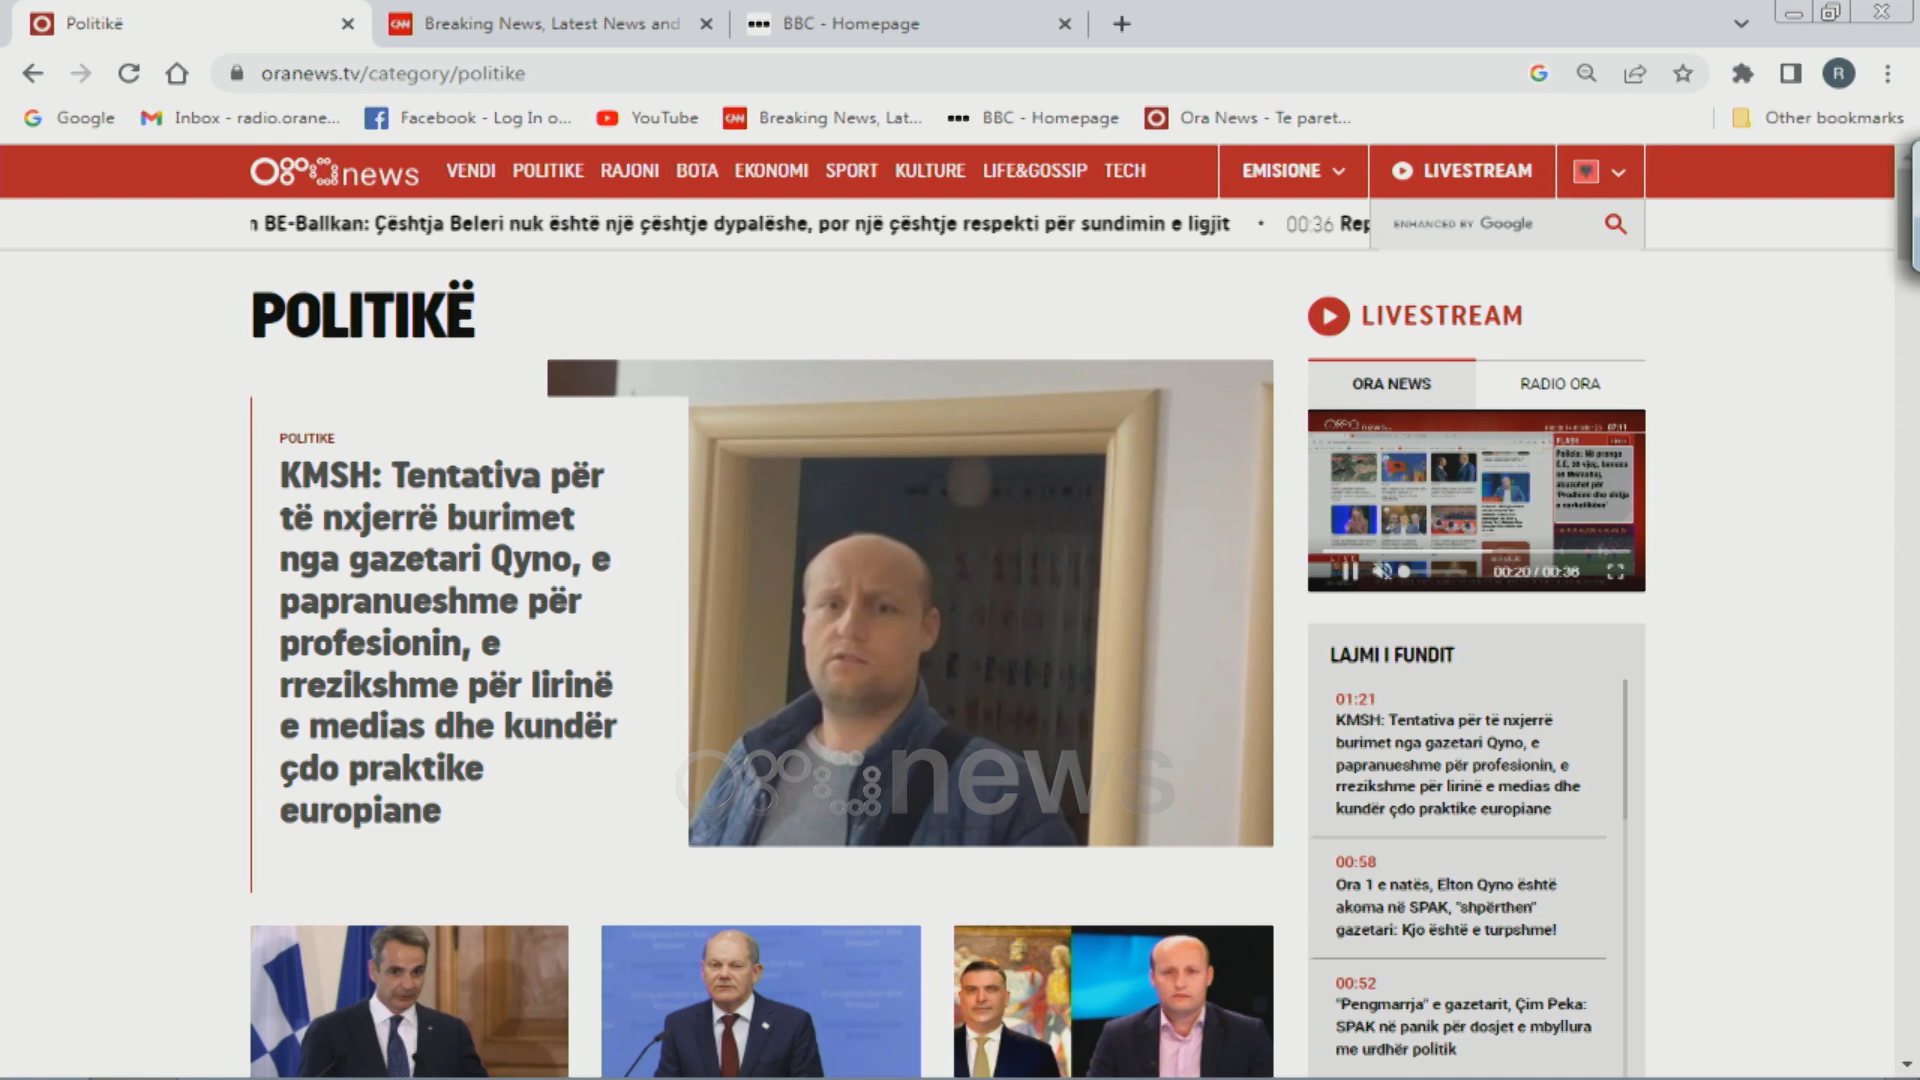 Politikë
Breaking News, Latest News and
BBC - Homepage
oranews.tv/category/politike
R
Google
Inbox - radio.orane...
Facebook - Log In o...
YouTube
Breaking News, Lat...
BBC - Homepage
Ora News - Te paret...
Other bookmarks
news
VENDI
POLITIKE
RAJONI
BOTA
EKONOMI
SPORT
KULTURE
LIFE&GOSSIP
TECH
EMISIONE
LIVESTREAM
BE-Ballkan: Çështja Beleri nuk është një çështje dypalëshe, por një çështje respekti për sundimin e ligjit • 00:36 Rep
ENHANCED BY Google
POLITIKË
LIVESTREAM
ORA NEWS
RADIO ORA
POLITIKE
KMSH: Tentativa për
të nxjerrë burimet
nga gazetari Qyno, e
papranueshme për
profesionin, e
rrezikshme për lirinë
e medias dhe kundër
çdo praktike
europiane
news
07:11
00:20 / 00:36
LAJMI I FUNDIT
01:21
KMSH: Tentativa për të nxjerrë
burimet nga gazetari Qyno, e
papranueshme për profesionin, e
rrezikshme për lirinë e medias dhe
kundër çdo praktike europiane
00:58
Ora 1 e natës, Elton Qyno është
akoma në SPAK, "shpërthen"
gazetari: Kjo është e turpshme!
00:52
"Pengmarrja" e gazetarit, Çim Peka:
SPAK në panik për dosjet e mbyllura
me urdhër politik